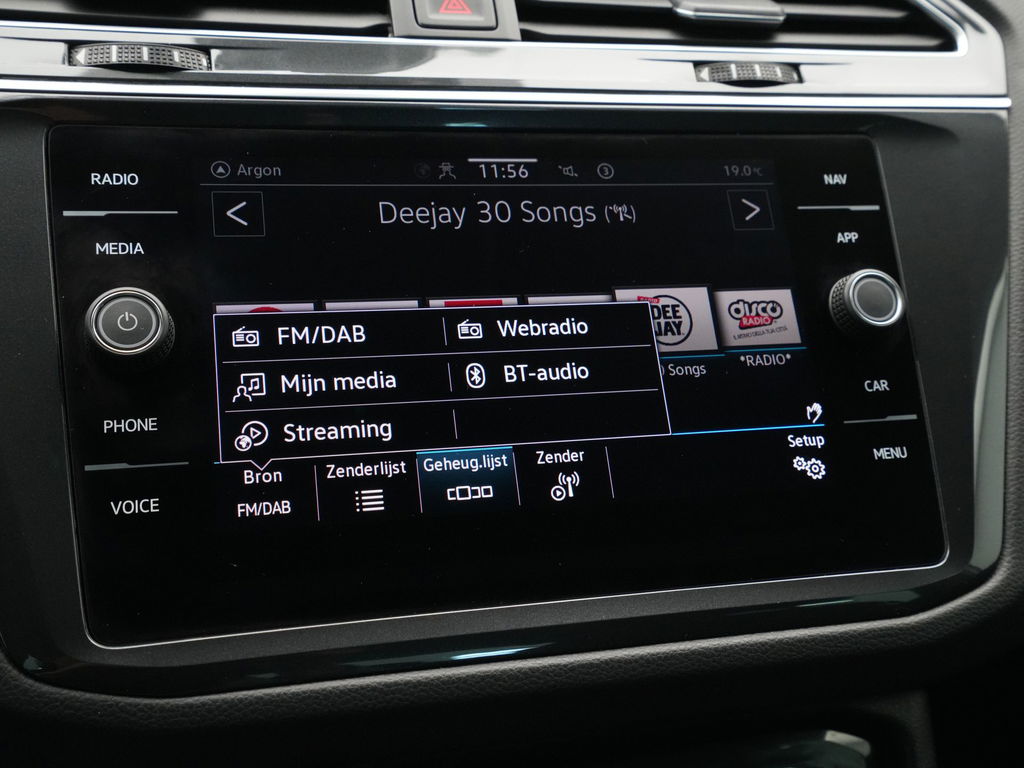 RADIO
MEDIA
PHONE
VOICE
Argon
11:56
3
19.0°C
Deejay 30 Songs
FM/DAB
Webradio
Mijn media
BT-audio
Streaming
DEE
JAY
Songs
disco
RADIO
*RADIO*
Bron
FM/DAB
Zenderlijst
Geheug.lijst
Zender
Setup
NAV
APP
CAR
MENU